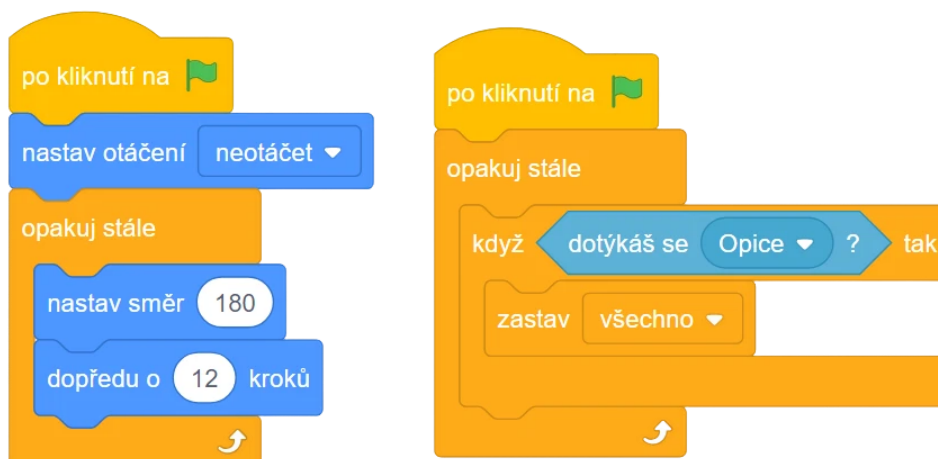 po kliknutí na
nastav otáčení neotáčet
opakuj stále
nastav směr 180
dopředu o 12 kroků
po kliknutí na
opakuj stále
když dotýkáš se Opice ? tak
zastav všechno